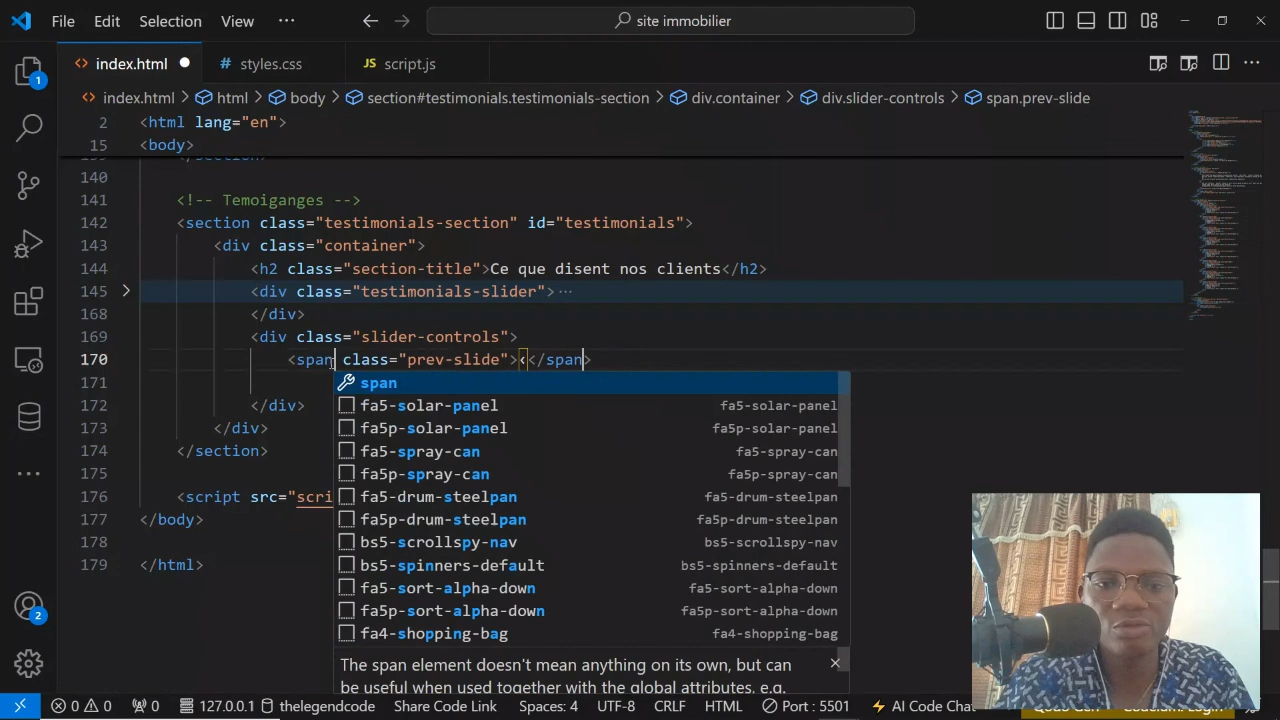 File Edit Selection View ··· site immobilier
index.html styles.css JS script.js
index.html html body section#testimonials.testimonials-section div.container div.slider-controls span.prev-slide
2 <html lang="en">
15 <body>
</section>
140
141 <!-- Temoiganges -->
142 <section class="testimonials-section" id="testimonials">
143 <div class="container">
144 <h2 class="section-title">Ce que disent nos clients</h2>
145 <div class="testimonials-slider"> ···
168 </div>
169 <div class="slider-controls">
170 <span class="prev-slide">‹</span>
171 span
fa5-solar-panel fa5-solar-panel
172 </div>
173 </div>
fa5p-solar-panel fa5p-solar-panel
174 </section>
fa5-spray-can fa5-spray-can
175
fa5p-spray-can fa5p-spray-can
176 <script src="scri
fa5-drum-steelpan fa5-drum-steelpan
177 </body>
fa5p-drum-steelpan fa5p-drum-steelpan
178
bs5-scrollspy-nav bs5-scrollspy-nav
179 </html>
bs5-spinners-default bs5-spinners-default
fa5-sort-alpha-down fa5-sort-alpha-down
fa5p-sort-alpha-down fa5p-sort-alpha-down
fa4-shopping-bag fa4-shopping-bag
The span element doesn't mean anything on its own, but can
be useful when used together with the global attributes, e.g.
1
2
0 0 0 127.0.0.1 thelegendcode Share Code Link Spaces: 4 UTF-8 CRLF HTML Port : 5501 AI Code Chat